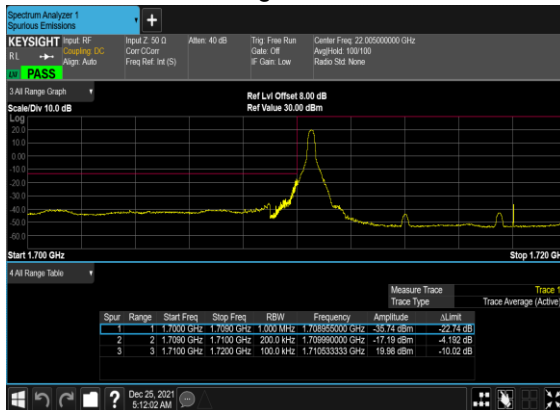 Spectrum Analyzer 1
Spurious Emissions
KEYSIGHT Input: RF Input Z: 50 Ω Atten: 40 dB Trig: Free Run Center Freq: 22.005000000 GHz
RL Coupling: DC Corr CCorr Gate: Off Avg|Hold: 100/100
Align: Auto Freq Ref: Int (S) IF Gain: Low Radio Std: None
PASS
3 All Range Graph Ref Lvl Offset 8.00 dB
Scale/Div 10.0 dB Ref Value 30.00 dBm
Log
20.0
10.0
0.00
-10.0
-20.0
-30.0
-40.0
-50.0
-60.0
Start 1.700 GHz Stop 1.720 GH
4 All Range Table
Measure Trace Trace 1
Trace Type Trace Average (Active)
Spur Range Start Freq Stop Freq RBW Frequency Amplitude ΔLimit
1 1 1.7000 GHz 1.7090 GHz 1.000 MHz 1.708955000 GHz -35.74 dBm -22.74 dB
2 2 1.7090 GHz 1.7100 GHz 200.0 kHz 1.709990000 GHz -17.19 dBm -4.192 dB
3 3 1.7100 GHz 1.7200 GHz 100.0 kHz 1.710533333 GHz 19.98 dBm -10.02 dB
? Dec 25, 2021
5:12:02 AM